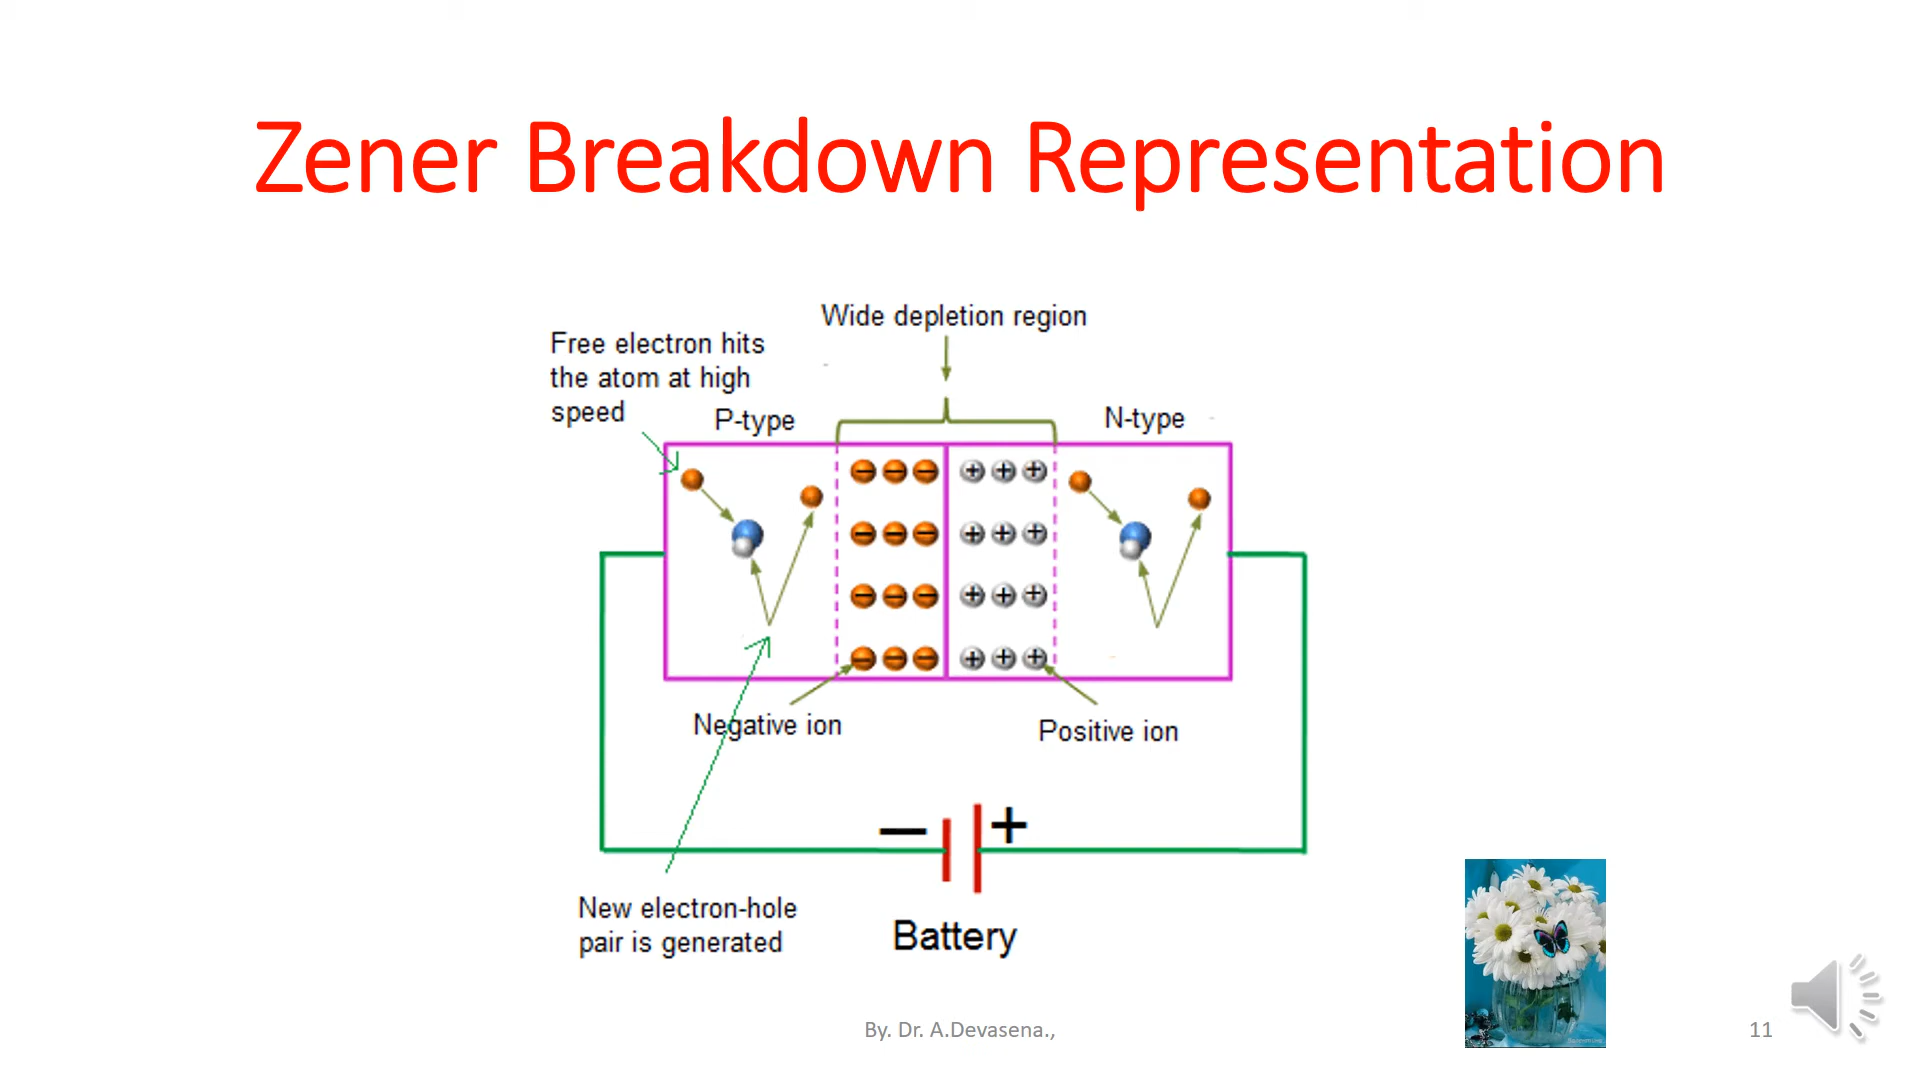 Zener Breakdown Representation
Wide depletion region
Free electron hits
the atom at high
speed
P-type
N-type
Negative ion
Positive ion
− +
New electron-hole
pair is generated
Battery
By. Dr. A.Devasena.,
11